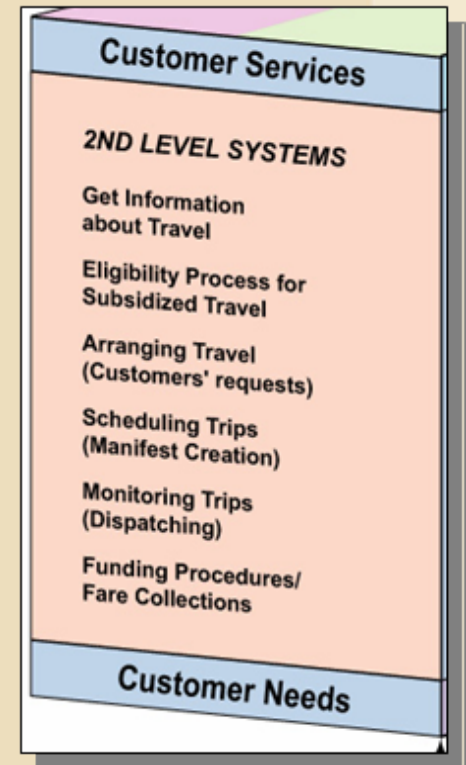 Customer Services
2ND LEVEL SYSTEMS
Get Information
about Travel
Eligibility Process for
Subsidized Travel
Arranging Travel
(Customers' requests)
Scheduling Trips
(Manifest Creation)
Monitoring Trips
(Dispatching)
Funding Procedures/
Fare Collections
Customer Needs